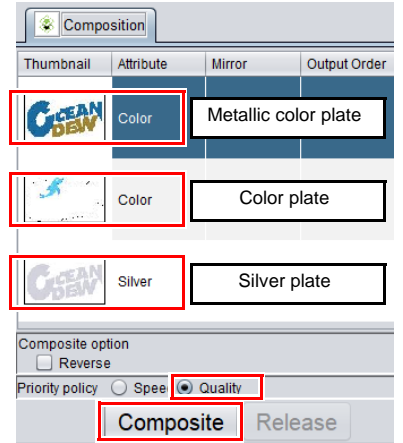 Composition
Thumbnail Attribute Mirror Output Order
OCEAN DEW Color Metallic color plate
Color Color plate
OCEAN DEW Silver Silver plate
Composite option
Reverse
Priority policy Speed Quality
Composite Release